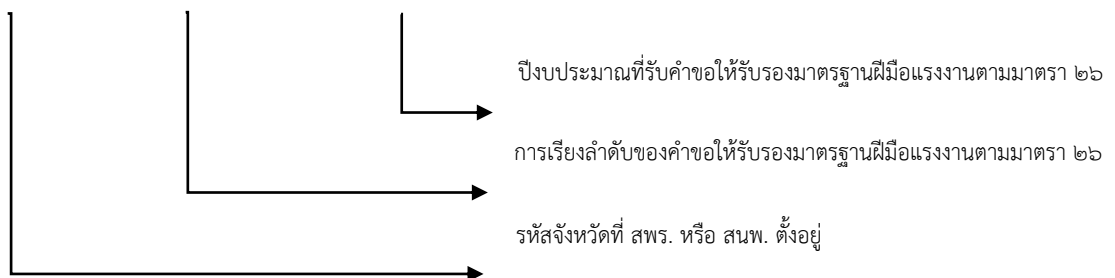 ปีงบประมาณที่รับคำขอให้รับรองมาตรฐานฝีมือแรงงานตามมาตรา ๒๖
การเรียงลำดับของคำขอให้รับรองมาตรฐานฝีมือแรงงานตามมาตรา ๒๖
รหัสจังหวัดที่ สพร. หรือ สนพ. ตั้งอยู่